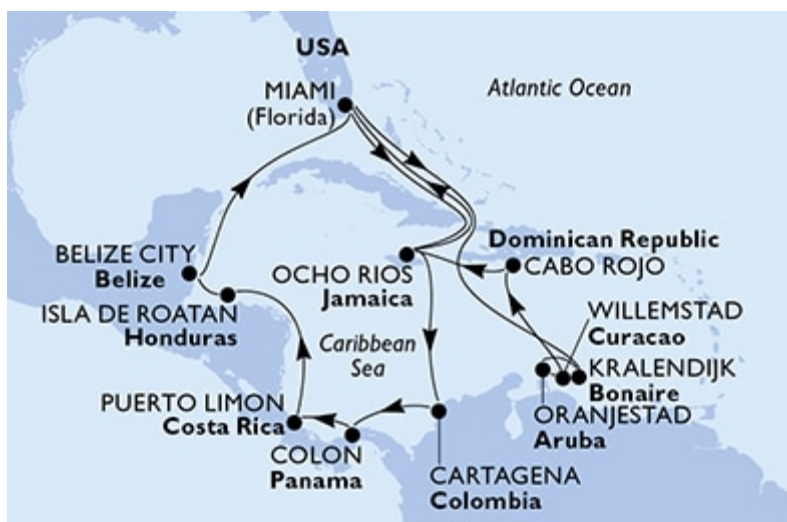 USA
MIAMI
(Florida)
Atlantic Ocean
BELIZE CITY
Belize
ISLA DE ROATAN
Honduras
OCHO RIOS
Jamaica
Dominican Republic
CABO ROJO
Caribbean
Sea
WILLEMSTAD
Curacao
KRALENDIJK
Bonaire
ORANJESTAD
Aruba
PUERTO LIMON
Costa Rica
COLON
Panama
CARTAGENA
Colombia